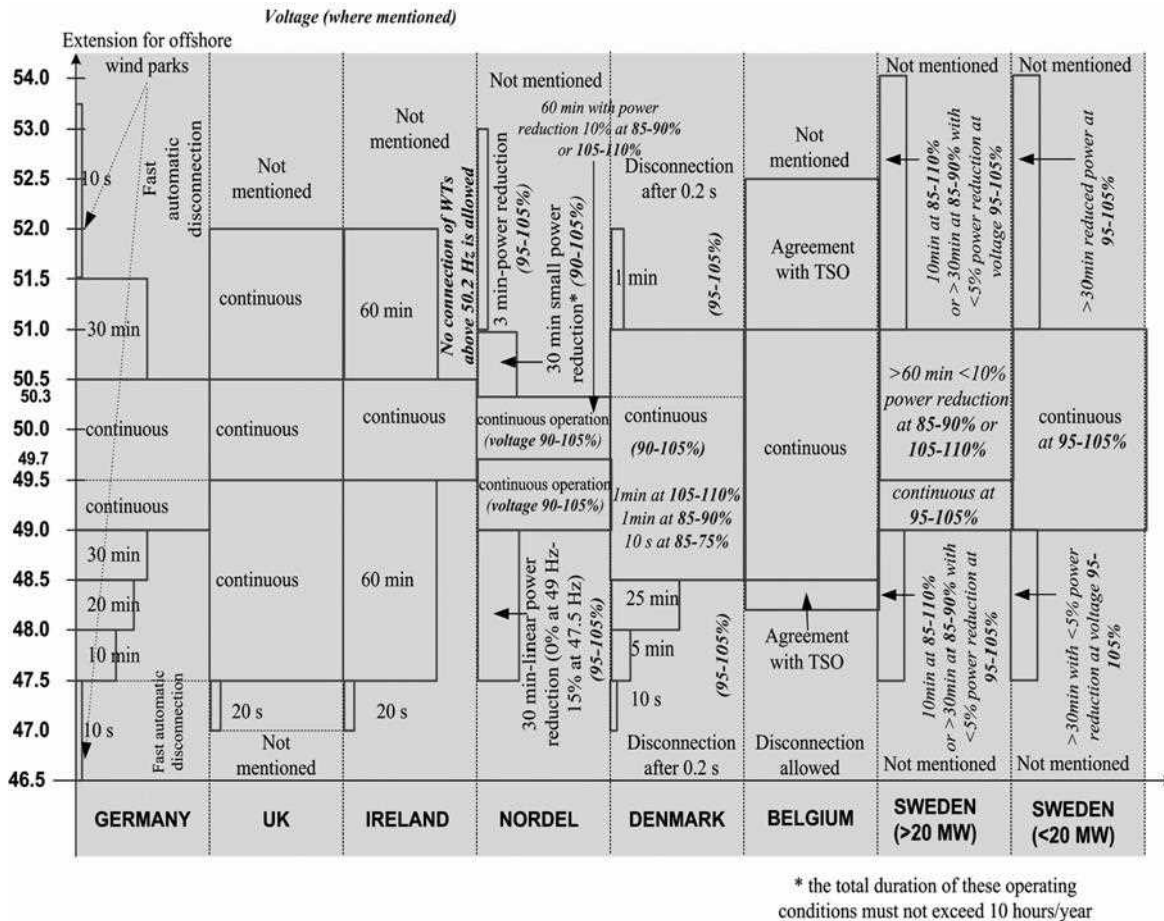 Voltage (where mentioned)
Extension for offshore
wind parks
54.0
53.0
52.5
52.0
51.5
51.0
50.5
50.3
50.0
49.7
49.5
49.0
48.5
48.0
47.5
47.0
46.5
10 s
Fast
automatic
disconnection
30 min
continuous
continuous
30 min
20 min
10 min
10 s
Fast automatic
disconnection
GERMANY
Not
mentioned
continuous
continuous
continuous
20 s
Not
mentioned
UK
Not
mentioned
No connection of WTs
above 50.2 Hz is allowed
60 min
continuous
60 min
20 s
IRELAND
Not mentioned
60 min with power
reduction 10% at 85-90%
or 105-110%
3 min-power reduction
(95-105%)
30 min small power
reduction* (90-105%)
continuous operation
(voltage 90-105%)
continuous operation
(voltage 90-105%)
30 min-linear power
reduction (0% at 49 Hz-
15% at 47.5 Hz)
(95-105%)
NORDEL
Disconnection
after 0.2 s
1 min
(95-105%)
continuous
(90-105%)
1min at 105-110%
1min at 85-90%
10 s at 85-75%
25 min
5 min
(95-105%)
10 s
Disconnection
after 0.2 s
DENMARK
Not
mentioned
Agreement
with TSO
continuous
Agreement
with TSO
Disconnection
allowed
BELGIUM
Not mentioned
10min at 85-110%
or >30min at 85-90% with
<5% power reduction at
voltage 95-105%
>60 min <10%
power reduction
at 85-90% or
105-110%
continuous at
95-105%
10min at 85-110%
or >30min at 85-90% with
<5% power reduction at
95-105%
Not mentioned
SWEDEN
(>20 MW)
Not mentioned
>30min reduced power at
95-105%
continuous
at 95-105%
>30min with <5% power
reduction at voltage 95-
105%
Not mentioned
SWEDEN
(<20 MW)
* the total duration of these operating
conditions must not exceed 10 hours/year